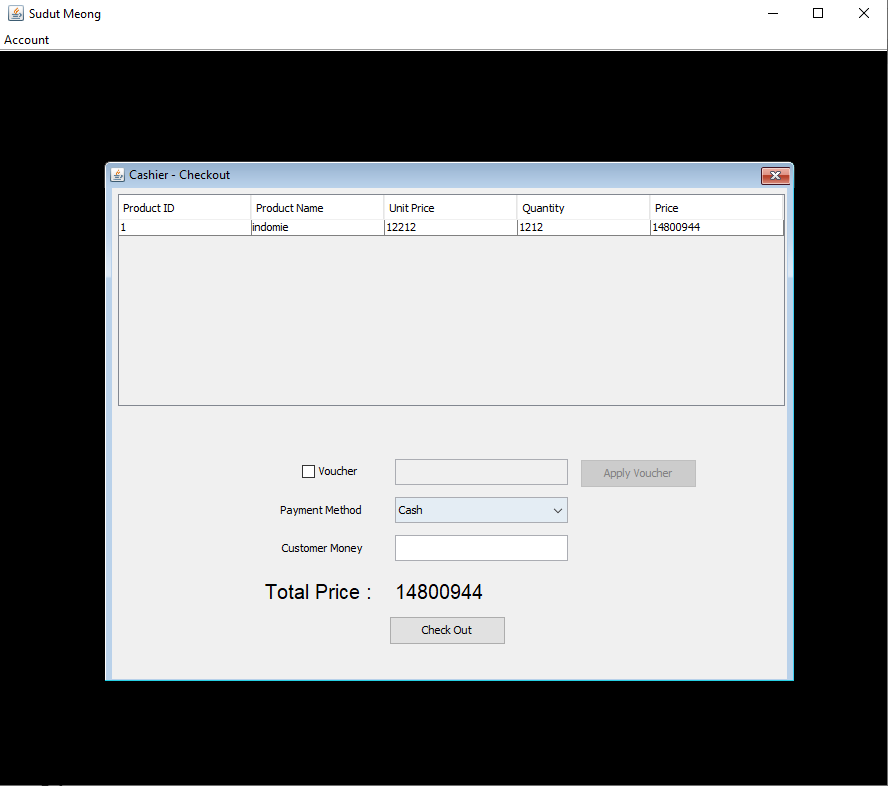 Sudut Meong
Account
Cashier - Checkout
Product ID Product Name Unit Price Quantity Price
1 indomie 12212 1212 14800944
Voucher Apply Voucher
Payment Method Cash
Customer Money
Total Price : 14800944
Check Out